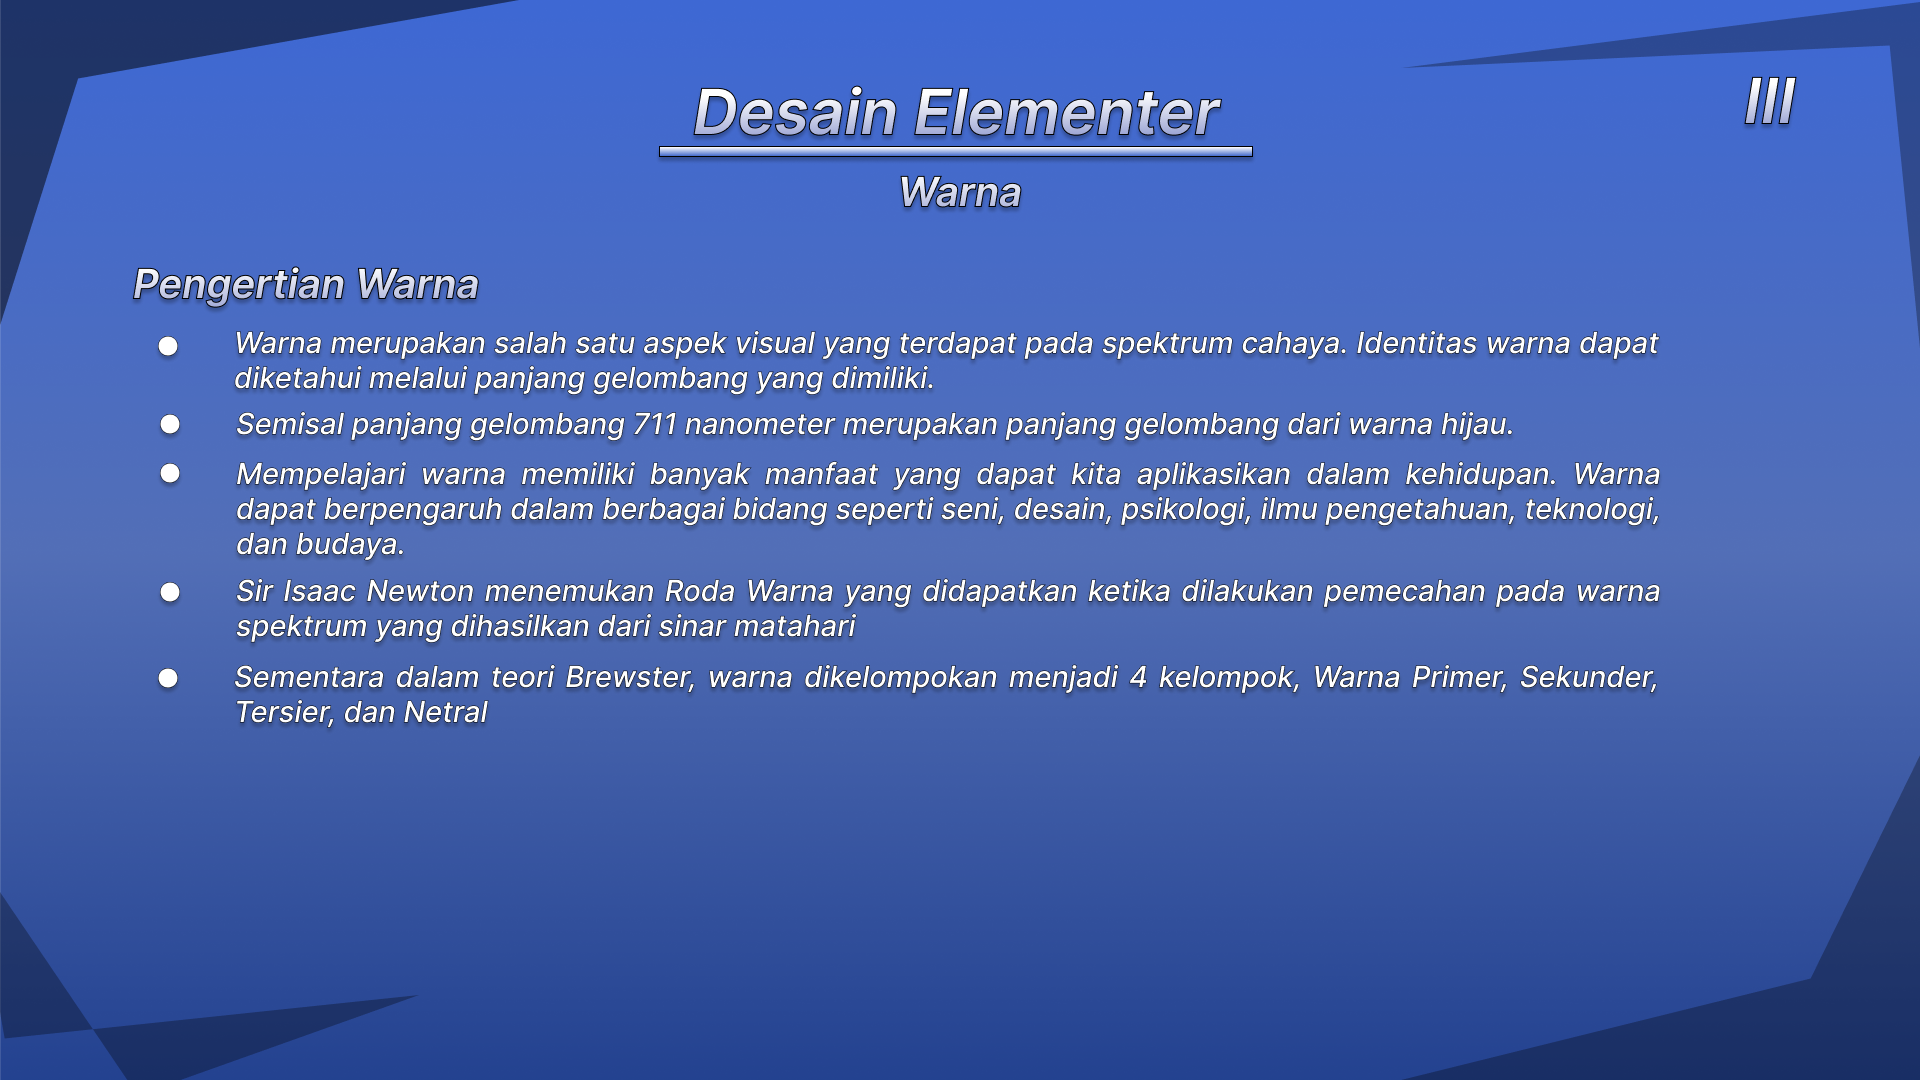 Desain Elementer
III
Warna
Pengertian Warna
Warna merupakan salah satu aspek visual yang terdapat pada spektrum cahaya. Identitas warna dapat
diketahui melalui panjang gelombang yang dimiliki.
Semisal panjang gelombang 711 nanometer merupakan panjang gelombang dari warna hijau.
Mempelajari warna memiliki banyak manfaat yang dapat kita aplikasikan dalam kehidupan. Warna
dapat berpengaruh dalam berbagai bidang seperti seni, desain, psikologi, ilmu pengetahuan, teknologi,
dan budaya.
Sir Isaac Newton menemukan Roda Warna yang didapatkan ketika dilakukan pemecahan pada warna
spektrum yang dihasilkan dari sinar matahari
Sementara dalam teori Brewster, warna dikelompokan menjadi 4 kelompok, Warna Primer, Sekunder,
Tersier, dan Netral